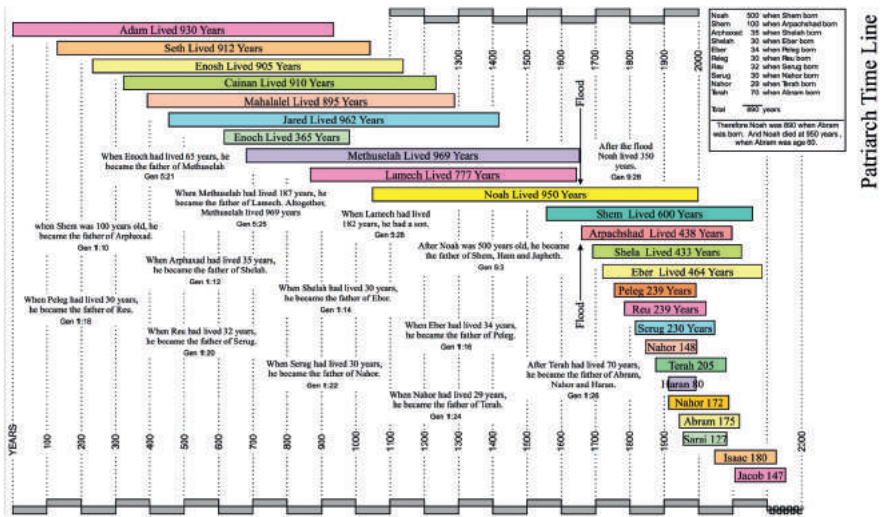 Adam Lived 930 Years
Seth Lived 912 Years
Enosh Lived 905 Years
Cainan Lived 910 Years
Mahalalel Lived 895 Years
Jared Lived 962 Years
Enoch Lived 365 Years
Methuselah Lived 969 Years
Lamech Lived 777 Years
Noah Lived 950 Years
Shem Lived 600 Years
Arpachshad Lived 438 Years
Shela Lived 433 Years
Eber Lived 464 Years
Peleg 239 Years
Reu 239 Years
Serug 230 Years
Nahor 148
Terah 205
Haran 80
Nahor 172
Abram 175
Sarai 127
Isaac 180
Jacob 147
1300
1400
1500
1600
1700
1800
1900
2000
Flood
Flood
Noah 500 when Shem born
Shem 100 when Arpachshad born
Arphaxad 35 when Shelah born
Shelah 30 when Eber born
Eber 34 when Peleg born
Peleg 30 when Reu born
Reu 32 when Serug born
Serug 30 when Nahor born
Nahor 29 when Terah born
Terah 70 when Abram born
Total 890 years
Therefore Noah was 890 when Abram
was born. And Noah died at 950 years,
when Abram was age 60.
Patriarch Time Line
When Enoch had lived 65 years, he
became the father of Methuselah
Gen 5:21
After the flood
Noah lived 350
years.
Gen 9:28
When Methuselah had lived 187 years, he
became the father of Lamech. Altogether,
Methuselah lived 969 years
Gen 5:25
When Lamech had lived
182 years, he had a son.
Gen 5:28
when Shem was 100 years old, he
became the father of Arphaxad.
Gen 1:10
After Noah was 500 years old, he became
the father of Shem, Ham and Japheth.
When Arphaxad had lived 35 years,
he became the father of Shelah.
Gen 1:12
When Shelah had lived 30 years,
he became the father of Eber.
Gen 1:14
When Peleg had lived 30 years,
he became the father of Reu.
Gen 1:18
When Reu had lived 32 years,
he became the father of Serug.
Gen 1:20
When Eber had lived 34 years,
he became the father of Peleg.
Gen 1:16
When Serug had lived 30 years,
he became the father of Nahor.
Gen 1:22
After Terah had lived 70 years,
he became the father of Abram,
Nahor and Haran.
Gen 1:26
When Nahor had lived 29 years,
he became the father of Terah.
Gen 1:24
YEARS
100
200
300
400
500
600
700
800
900
1000
1100
1200
1300
1400
1500
1600
1700
1800
1900